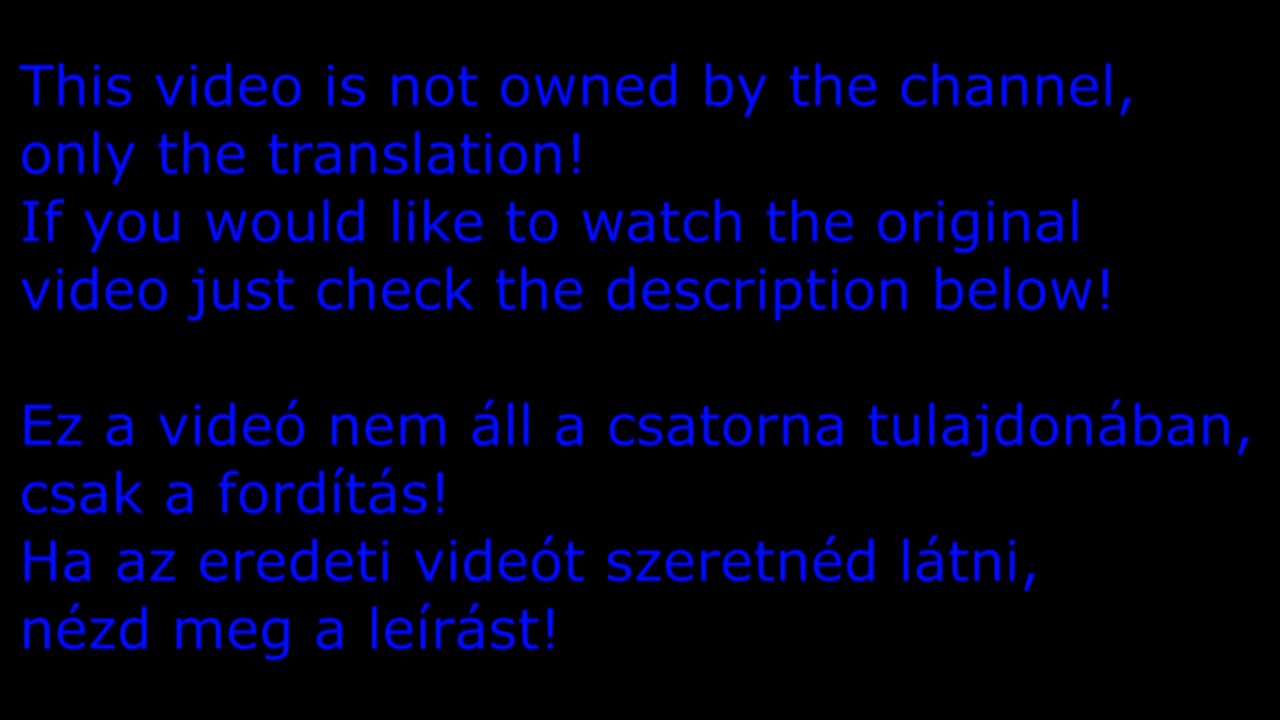 This video is not owned by the channel,
only the translation!
If you would like to watch the original
video just check the description below!
Ez a videó nem áll a csatorna tulajdonában,
csak a fordítás!
Ha az eredeti videót szeretnéd látni,
nézd meg a leírást!